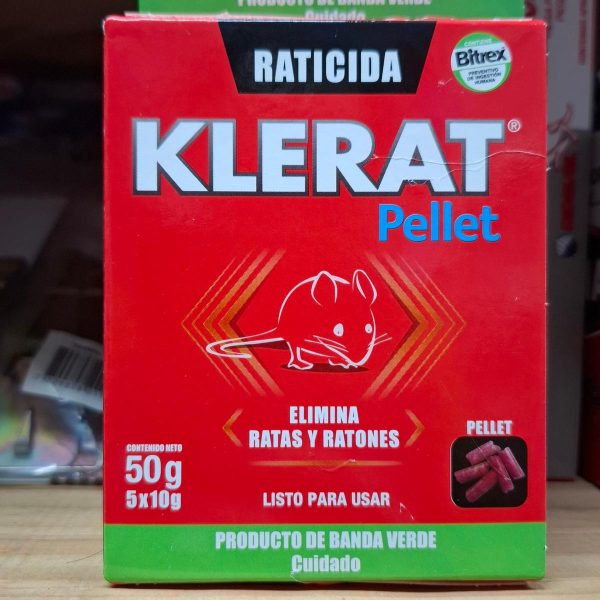 PRODUCTO DE BANDA VERDE
Cuidado
RATICIDA
CONTIENE
Bitrex
PREVENTIVO
DE INGESTIÓN
HUMANA
KLERAT®
Pellet
ELIMINA
RATAS Y RATONES
CONTENIDO NETO
50g
5x10g
LISTO PARA USAR
PELLET
PRODUCTO DE BANDA VERDE
Cuidado